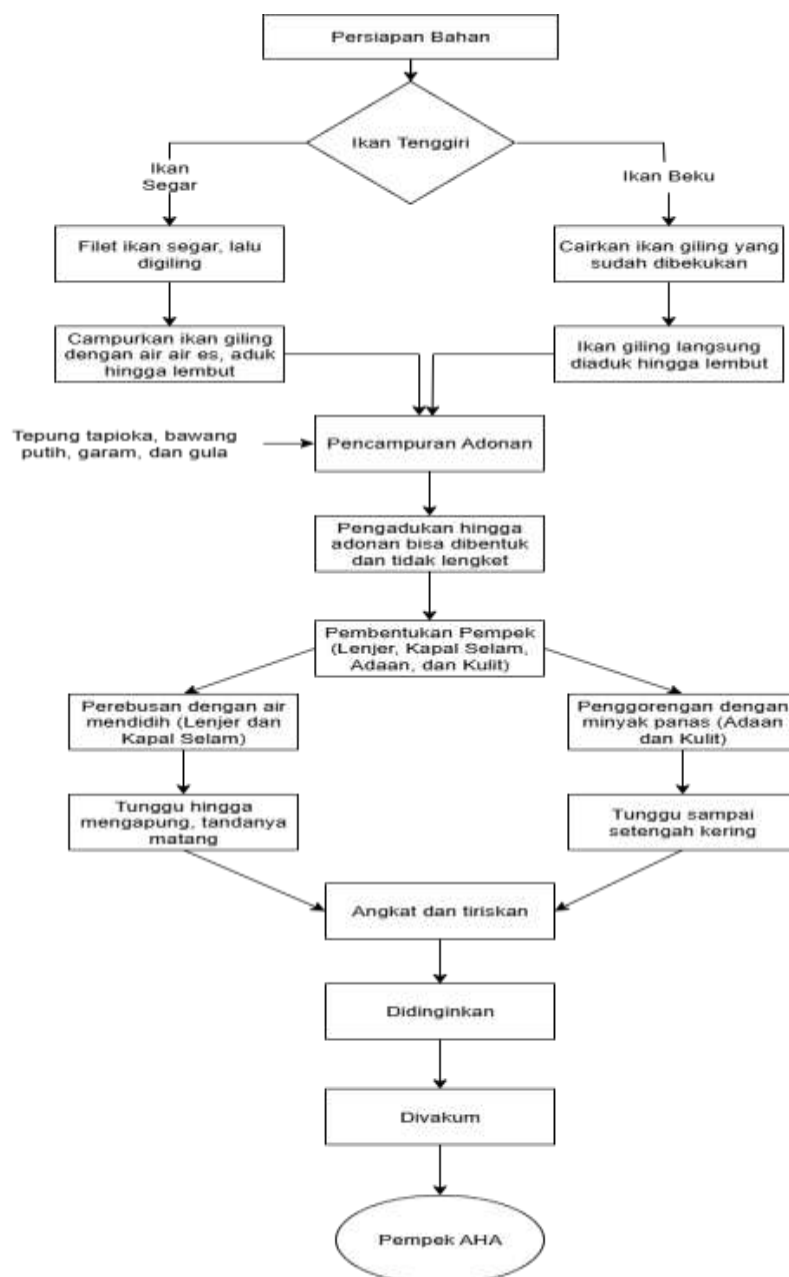 Persiapan Bahan
Ikan Tenggiri
Ikan
Segar
Ikan Beku
Filet ikan segar, lalu
digiling
Cairkan ikan giling yang
sudah dibekukan
Campurkan ikan giling
dengan air air es, aduk
hingga lembut
Ikan giling langsung
diaduk hingga lembut
Tepung tapioka, bawang
putih, garam, dan gula
Pencampuran Adonan
Pengadukan hingga
adonan bisa dibentuk
dan tidak lengket
Pembentukan Pempek
(Lenjer, Kapal Selam,
Adaan, dan Kulit)
Perebusan dengan air
mendidih (Lenjer dan
Kapal Selam)
Penggorengan dengan
minyak panas (Adaan
dan Kulit)
Tunggu hingga
mengapung, tandanya
matang
Tunggu sampai
setengah kering
Angkat dan tiriskan
Didinginkan
Divakum
Pempek AHA